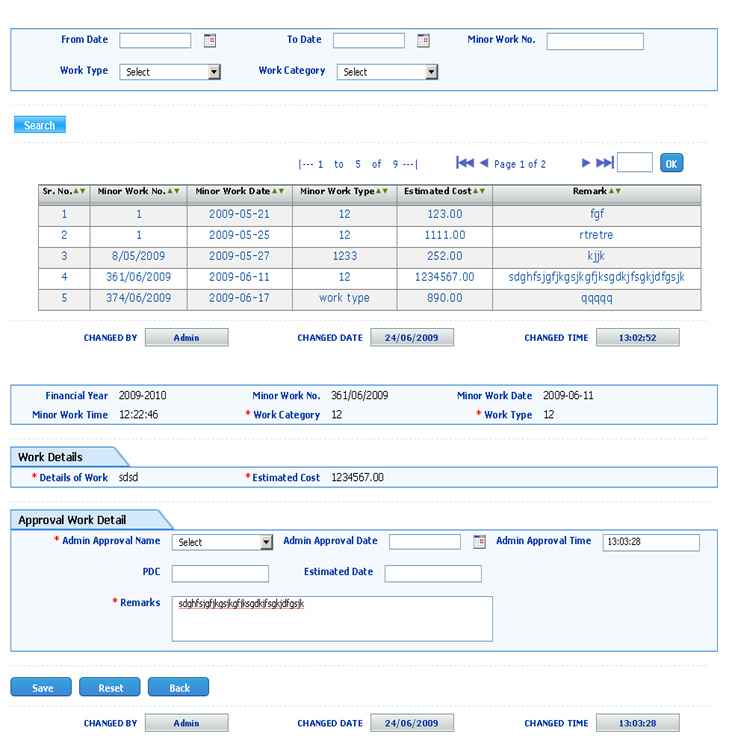 From Date To Date Minor Work No.
Work Type Select Work Category Select
Search
|--- 1 to 5 of 9 ---| Page 1 of 2 OK
Sr. No. Minor Work No. Minor Work Date Minor Work Type Estimated Cost Remark
1 1 2009-05-21 12 123.00 fgf
2 1 2009-05-25 12 1111.00 rtretre
3 8/05/2009 2009-05-27 1233 252.00 kjjk
4 361/06/2009 2009-06-11 12 1234567.00 sdghfsjgfjkgsjkgfjksgdkjfsgkjdfgsjk
5 374/06/2009 2009-06-17 work type 890.00 qqqqq
CHANGED BY Admin CHANGED DATE 24/06/2009 CHANGED TIME 13:02:52
Financial Year 2009-2010 Minor Work No. 361/06/2009 Minor Work Date 2009-06-11
Minor Work Time 12:22:46 * Work Category 12 * Work Type 12
Work Details
* Details of Work sdsd * Estimated Cost 1234567.00
Approval Work Detail
* Admin Approval Name Select Admin Approval Date Admin Approval Time 13:03:28
PDC Estimated Date
* Remarks sdghfsjgfjkgsjkgfjksgdkjfsgkjdfgsjk
Save Reset Back
CHANGED BY Admin CHANGED DATE 24/06/2009 CHANGED TIME 13:03:28